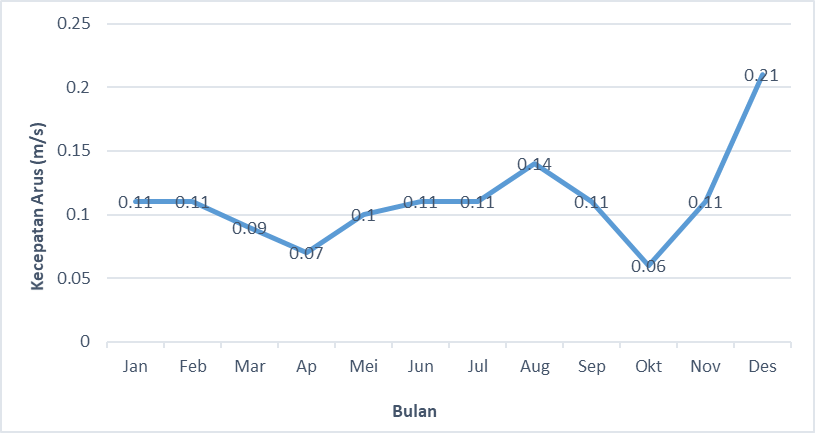 0.25
0.2
0.15
0.1
0.05
0
Kecepatan Arus (m/s)
0.11 0.11 0.09 0.07 0.1 0.11 0.11 0.14 0.11 0.06 0.11 0.21
Jan Feb Mar Ap Mei Jun Jul Aug Sep Okt Nov Des
Bulan